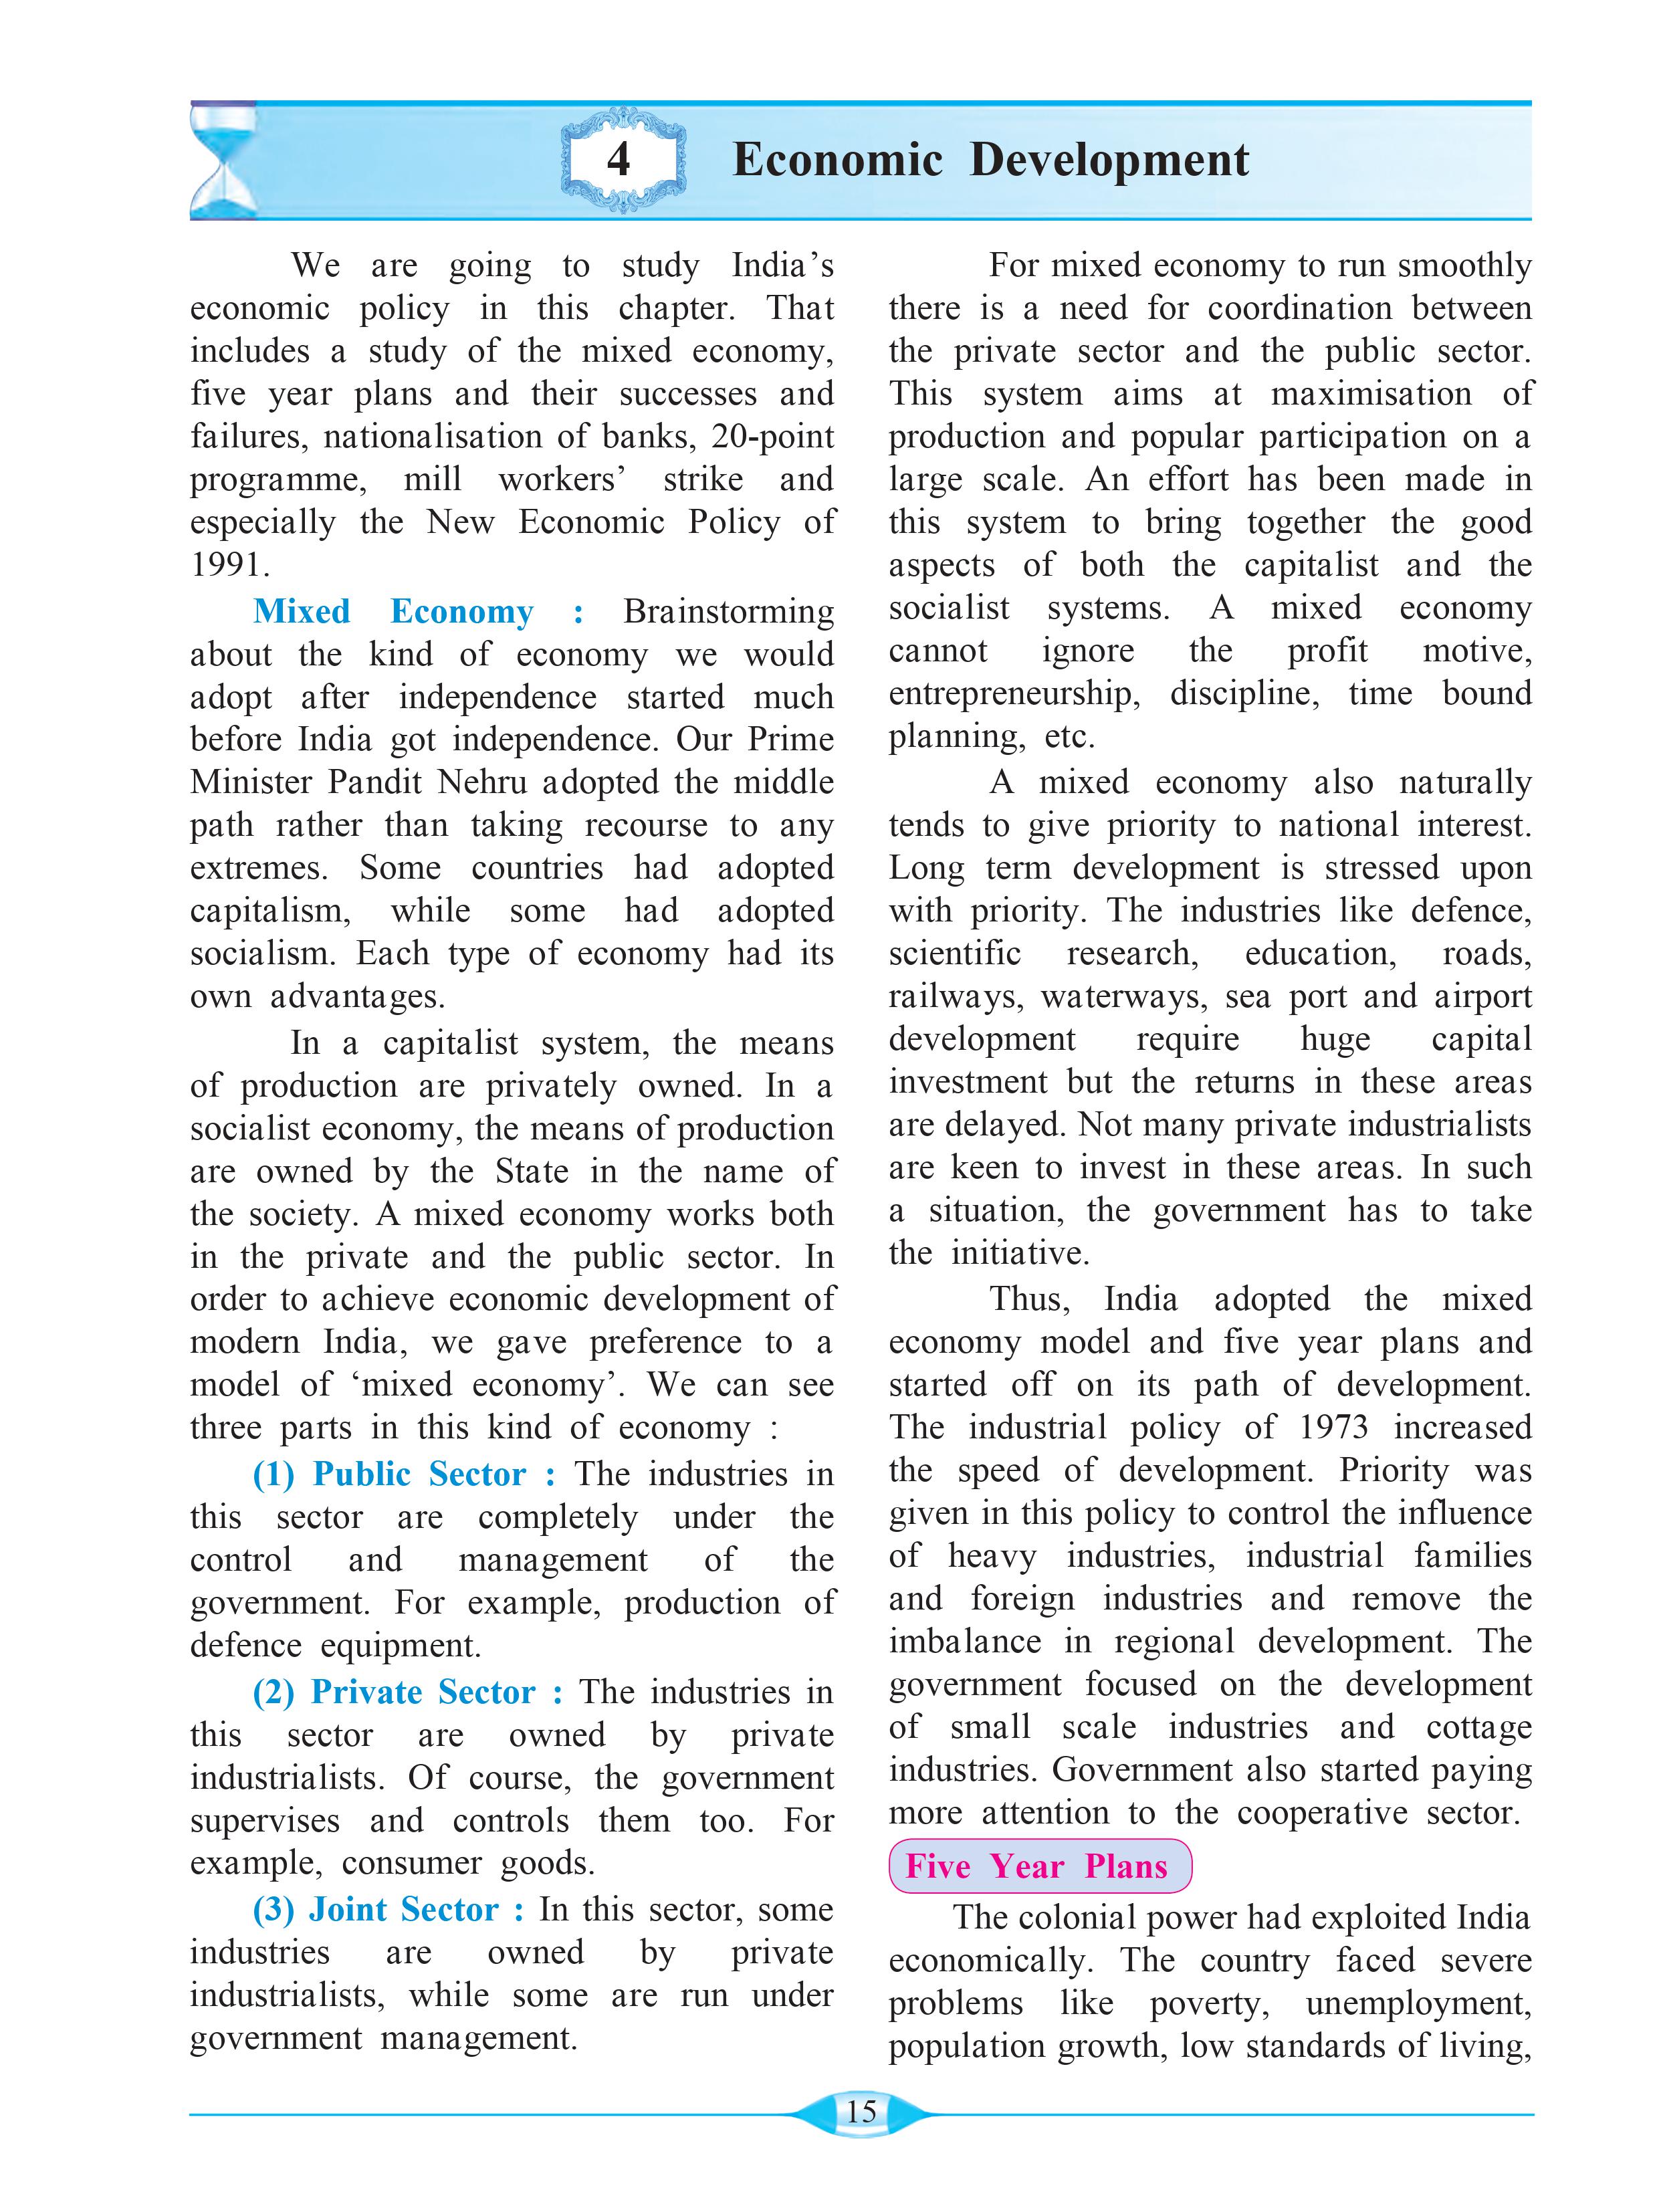 4 Economic Development
We are going to study India’s
economic policy in this chapter. That
includes a study of the mixed economy,
five year plans and their successes and
failures, nationalisation of banks, 20-point
programme, mill workers’ strike and
especially the New Economic Policy of
1991.
Mixed Economy : Brainstorming
about the kind of economy we would
adopt after independence started much
before India got independence. Our Prime
Minister Pandit Nehru adopted the middle
path rather than taking recourse to any
extremes. Some countries had adopted
capitalism, while some had adopted
socialism. Each type of economy had its
own advantages.
In a capitalist system, the means
of production are privately owned. In a
socialist economy, the means of production
are owned by the State in the name of
the society. A mixed economy works both
in the private and the public sector. In
order to achieve economic development of
modern India, we gave preference to a
model of ‘mixed economy’. We can see
three parts in this kind of economy :
(1) Public Sector : The industries in
this sector are completely under the
control and management of the
government. For example, production of
defence equipment.
(2) Private Sector : The industries in
this sector are owned by private
industrialists. Of course, the government
supervises and controls them too. For
example, consumer goods.
(3) Joint Sector : In this sector, some
industries are owned by private
industrialists, while some are run under
government management.
For mixed economy to run smoothly
there is a need for coordination between
the private sector and the public sector.
This system aims at maximisation of
production and popular participation on a
large scale. An effort has been made in
this system to bring together the good
aspects of both the capitalist and the
socialist systems. A mixed economy
cannot ignore the profit motive,
entrepreneurship, discipline, time bound
planning, etc.
A mixed economy also naturally
tends to give priority to national interest.
Long term development is stressed upon
with priority. The industries like defence,
scientific research, education, roads,
railways, waterways, sea port and airport
development require huge capital
investment but the returns in these areas
are delayed. Not many private industrialists
are keen to invest in these areas. In such
a situation, the government has to take
the initiative.
Thus, India adopted the mixed
economy model and five year plans and
started off on its path of development.
The industrial policy of 1973 increased
the speed of development. Priority was
given in this policy to control the influence
of heavy industries, industrial families
and foreign industries and remove the
imbalance in regional development. The
government focused on the development
of small scale industries and cottage
industries. Government also started paying
more attention to the cooperative sector.
Five Year Plans
The colonial power had exploited India
economically. The country faced severe
problems like poverty, unemployment,
population growth, low standards of living,
15